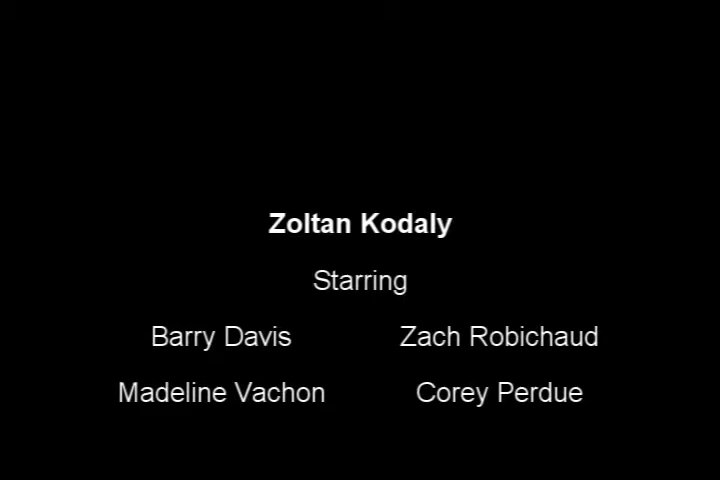 Zoltan Kodaly
Starring
Barry Davis Zach Robichaud
Madeline Vachon Corey Perdue